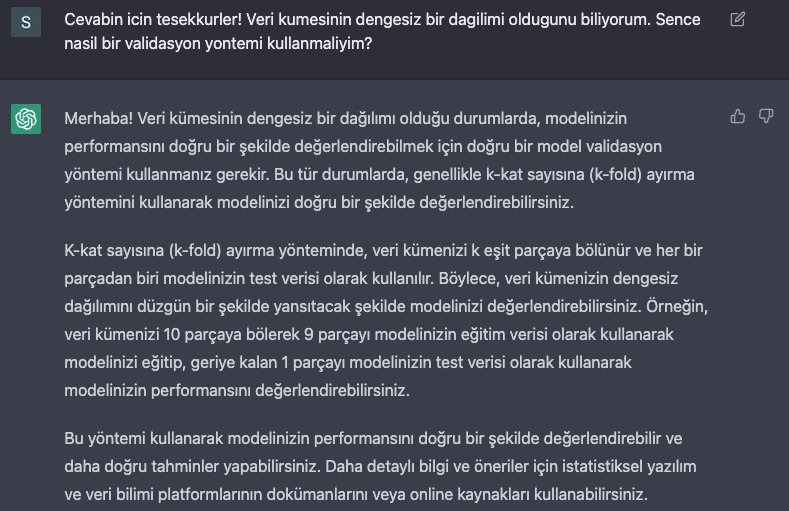 S
Cevabin icin tesekkurler! Veri kumesinin dengesiz bir dagilimi oldugunu biliyorum. Sence
nasil bir validasyon yontemi kullanmaliyim?
Merhaba! Veri kümesinin dengesiz bir dağılımı olduğu durumlarda, modelinizin
performansını doğru bir şekilde değerlendirebilmek için doğru bir model validasyon
yöntemi kullanmanız gerekir. Bu tür durumlarda, genellikle k-kat sayısına (k-fold) ayırma
yöntemini kullanarak modelinizi doğru bir şekilde değerlendirebilirsiniz.
K-kat sayısına (k-fold) ayırma yönteminde, veri kümenizi k eşit parçaya bölünür ve her bir
parçadan biri modelinizin test verisi olarak kullanılır. Böylece, veri kümenizin dengesiz
dağılımını düzgün bir şekilde yansıtacak şekilde modelinizi değerlendirebilirsiniz. Örneğin,
veri kümenizi 10 parçaya bölerek 9 parçayı modelinizin eğitim verisi olarak kullanarak
modelinizi eğitip, geriye kalan 1 parçayı modelinizin test verisi olarak kullanarak
modelinizin performansını değerlendirebilirsiniz.
Bu yöntemi kullanarak modelinizin performansını doğru bir şekilde değerlendirebilir ve
daha doğru tahminler yapabilirsiniz. Daha detaylı bilgi ve öneriler için istatistiksel yazılım
ve veri bilimi platformlarının dokümanlarını veya online kaynakları kullanabilirsiniz.